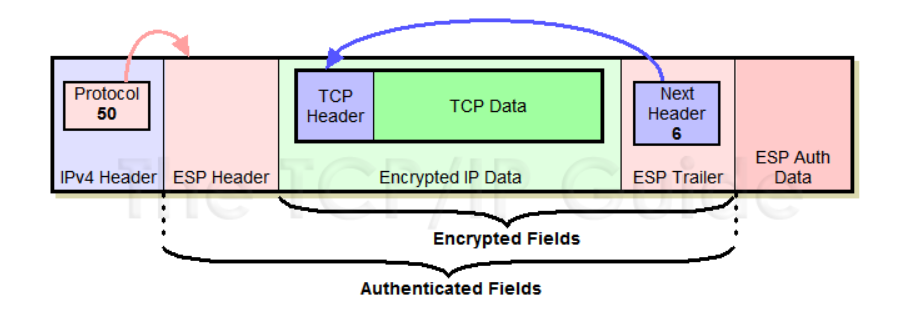 Protocol
50
TCP
Header
TCP Data
Next
Header
6
IPv4 Header
ESP Header
Encrypted IP Data
ESP Trailer
ESP Auth
Data
The TCP/IP Guide
Encrypted Fields
Authenticated Fields